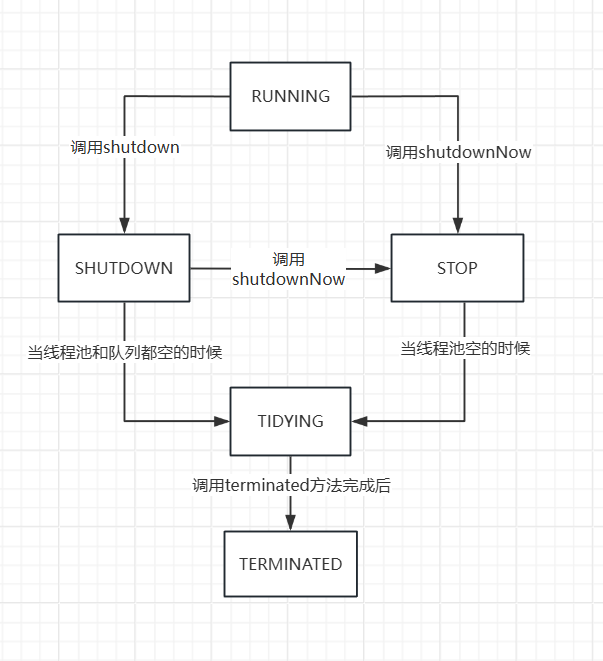 RUNNING
调用shutdown
调用shutdownNow
SHUTDOWN
调用
shutdownNow
STOP
当线程池和队列都空的时候
当线程池空的时候
TIDYING
调用terminated方法完成后
TERMINATED